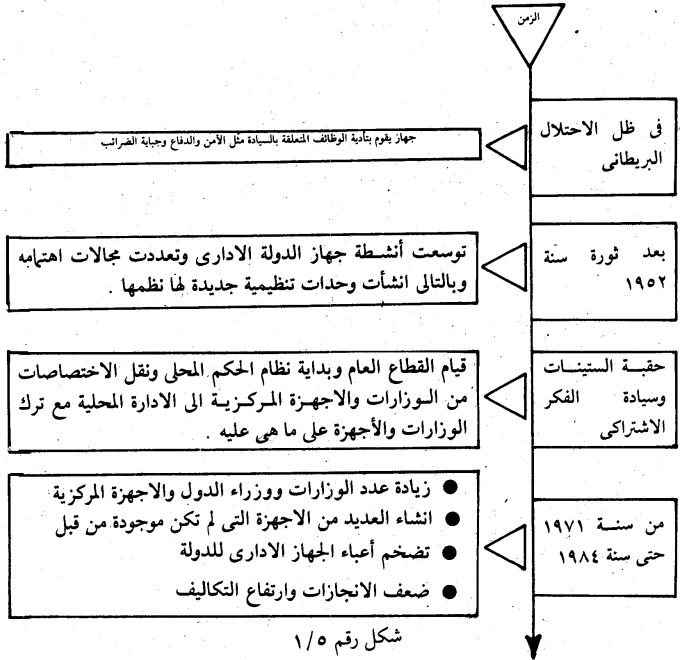 الزمن
فى ظل الاحتلال
البريطانى
جهاز يقوم بتأدية الوظائف المتعلقة بالسيادة مثل الأمن والدفاع وجباية الضرائب
بعد ثورة سنة
١٩٥٢
توسعت أنشطة جهاز الدولة الادارى وتعددت مجالات اهتمامه
وبالتالى انشأت وحدات تنظيمية جديدة لها نظمها .
حقبة الستينات
وسيادة الفكر
الاشتراكى
قيام القطاع العام وبداية نظام الحكم المحلى ونقل الاختصاصات
من الوزارات والاجهزة المركزية الى الادارة المحلية مع ترك
الوزارات والأجهزة على ما هى عليه .
من سنة ١٩٧١
حتى سنة ١٩٨٤
● زيادة عدد الوزارات ووزراء الدول والاجهزة المركزية
● انشاء العديد من الاجهزة التى لم تكن موجودة من قبل
● تضخم أعباء الجهاز الادارى للدولة
● ضعف الانجازات وارتفاع التكاليف
شكل رقم ١/٥